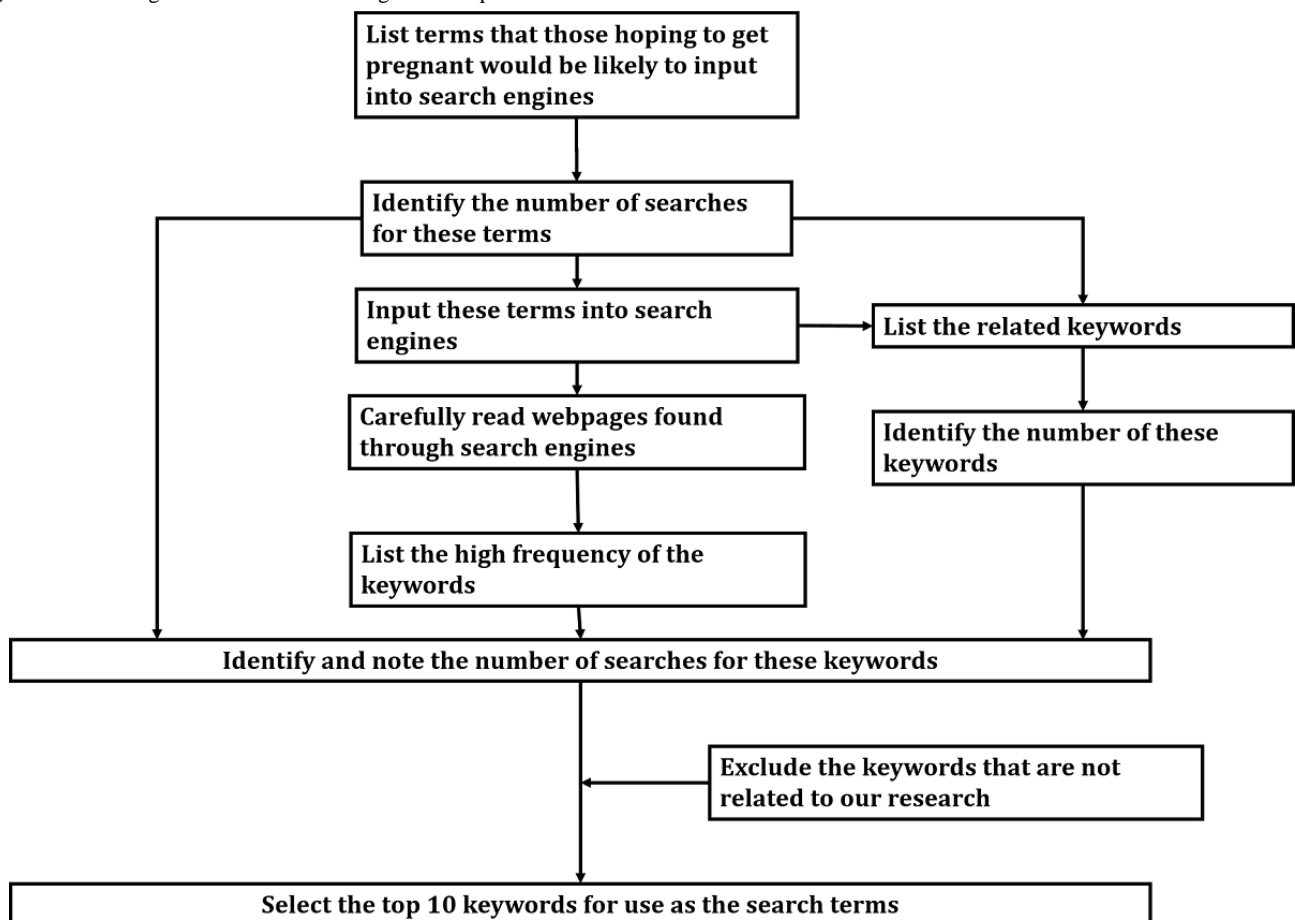 List terms that those hoping to get
pregnant would be likely to input
into search engines
Identify the number of searches
for these terms
Input these terms into search
engines
List the related keywords
Carefully read webpages found
through search engines
Identify the number of these
keywords
List the high frequency of the
keywords
Identify and note the number of searches for these keywords
Exclude the keywords that are not
related to our research
Select the top 10 keywords for use as the search terms